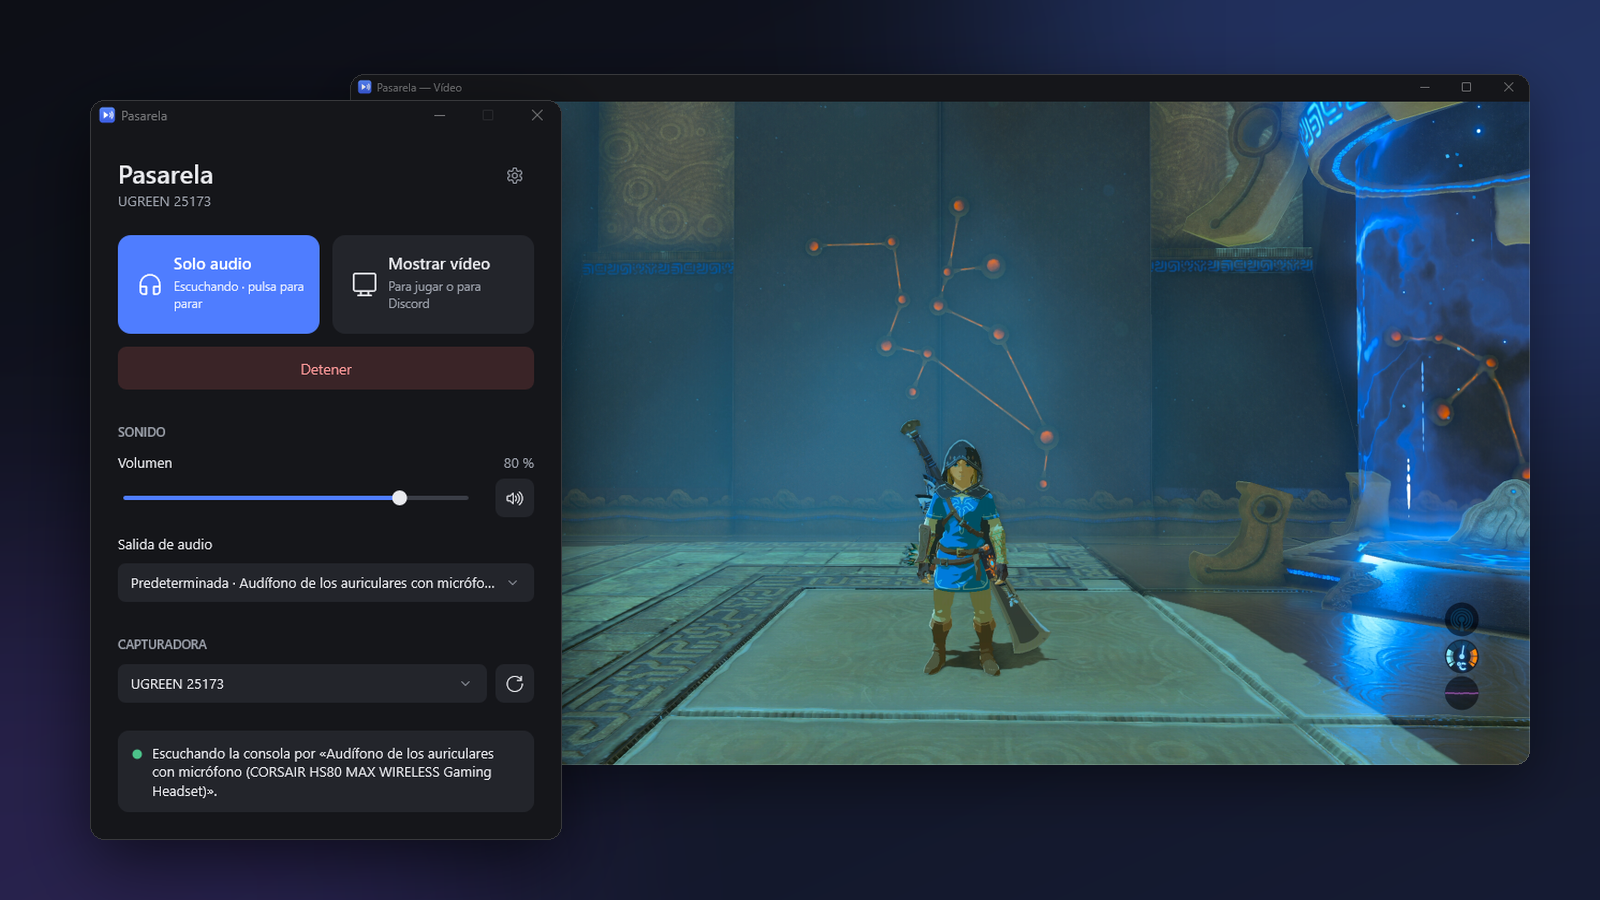 Pasarela — Vídeo
Pasarela
Pasarela
UGREEN 25173
Solo audio
Escuchando · pulsa para
parar
Mostrar vídeo
Para jugar o para
Discord
Detener
SONIDO
Volumen
80 %
Salida de audio
Predeterminada · Audífono de los auriculares con micrófo...
CAPTURADORA
UGREEN 25173
Escuchando la consola por «Audífono de los auriculares
con micrófono (CORSAIR HS80 MAX WIRELESS Gaming
Headset)».